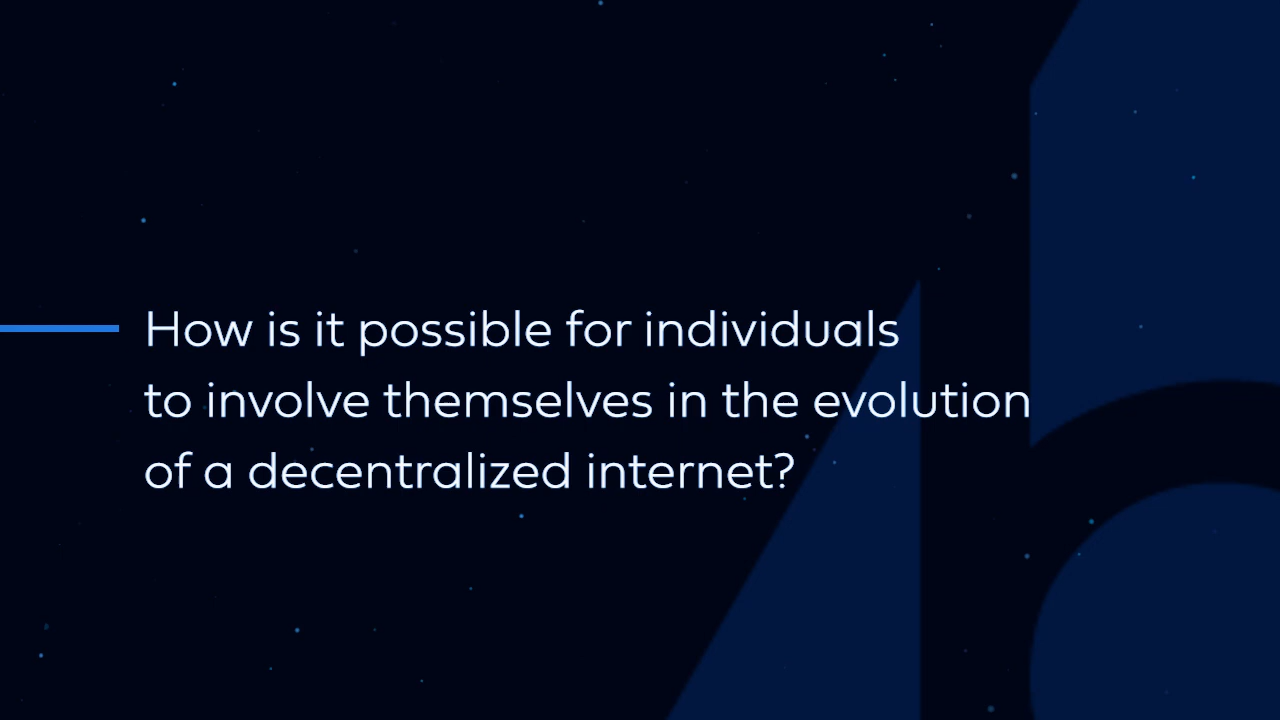 How is it possible for individuals
to involve themselves in the evolution
of a decentralized internet?